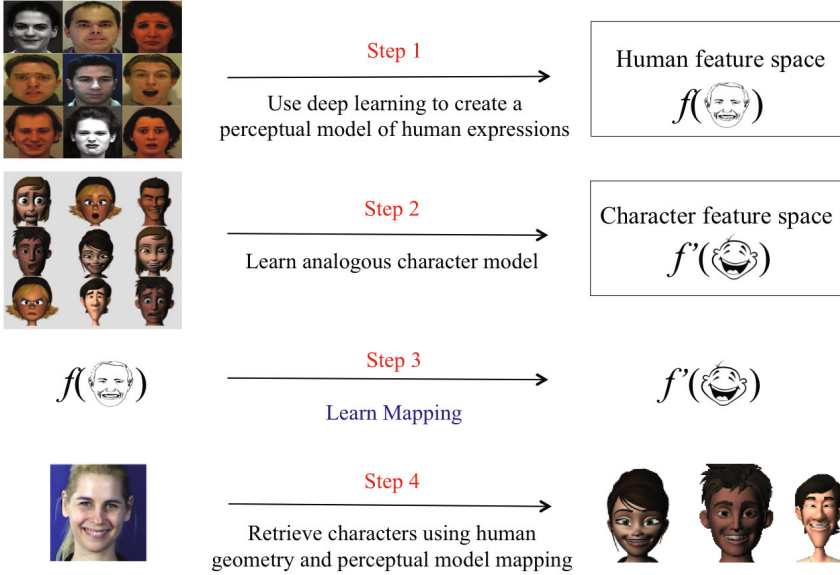 Step 1
Use deep learning to create a
perceptual model of human expressions
Human feature space
f( )
Step 2
Learn analogous character model
Character feature space
f’( )
f( )
Step 3
Learn Mapping
f’( )
Step 4
Retrieve characters using human
geometry and perceptual model mapping